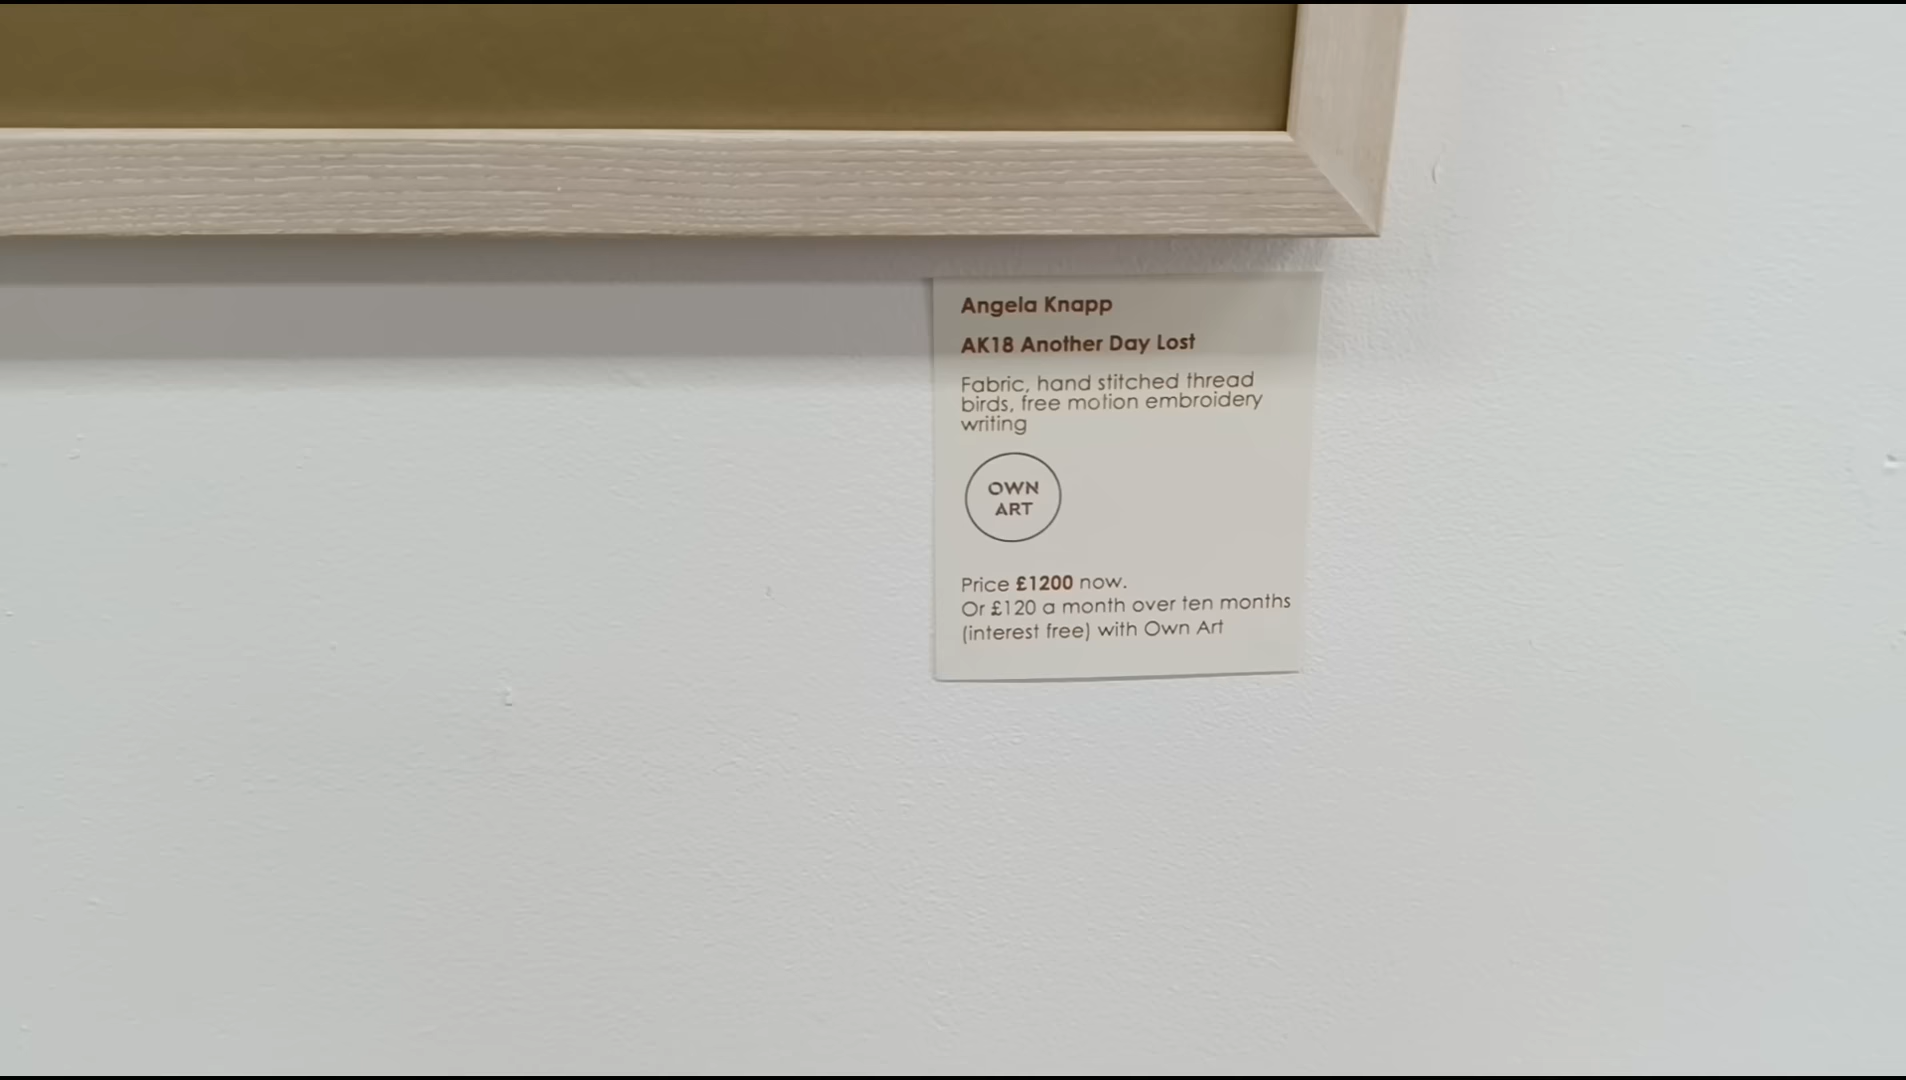 Angela Knapp
AK18 Another Day Lost
Fabric, hand stitched thread
birds, free motion embroidery
writing
OWN
ART
Price £1200 now.
Or £120 a month over ten months
(interest free) with Own Art